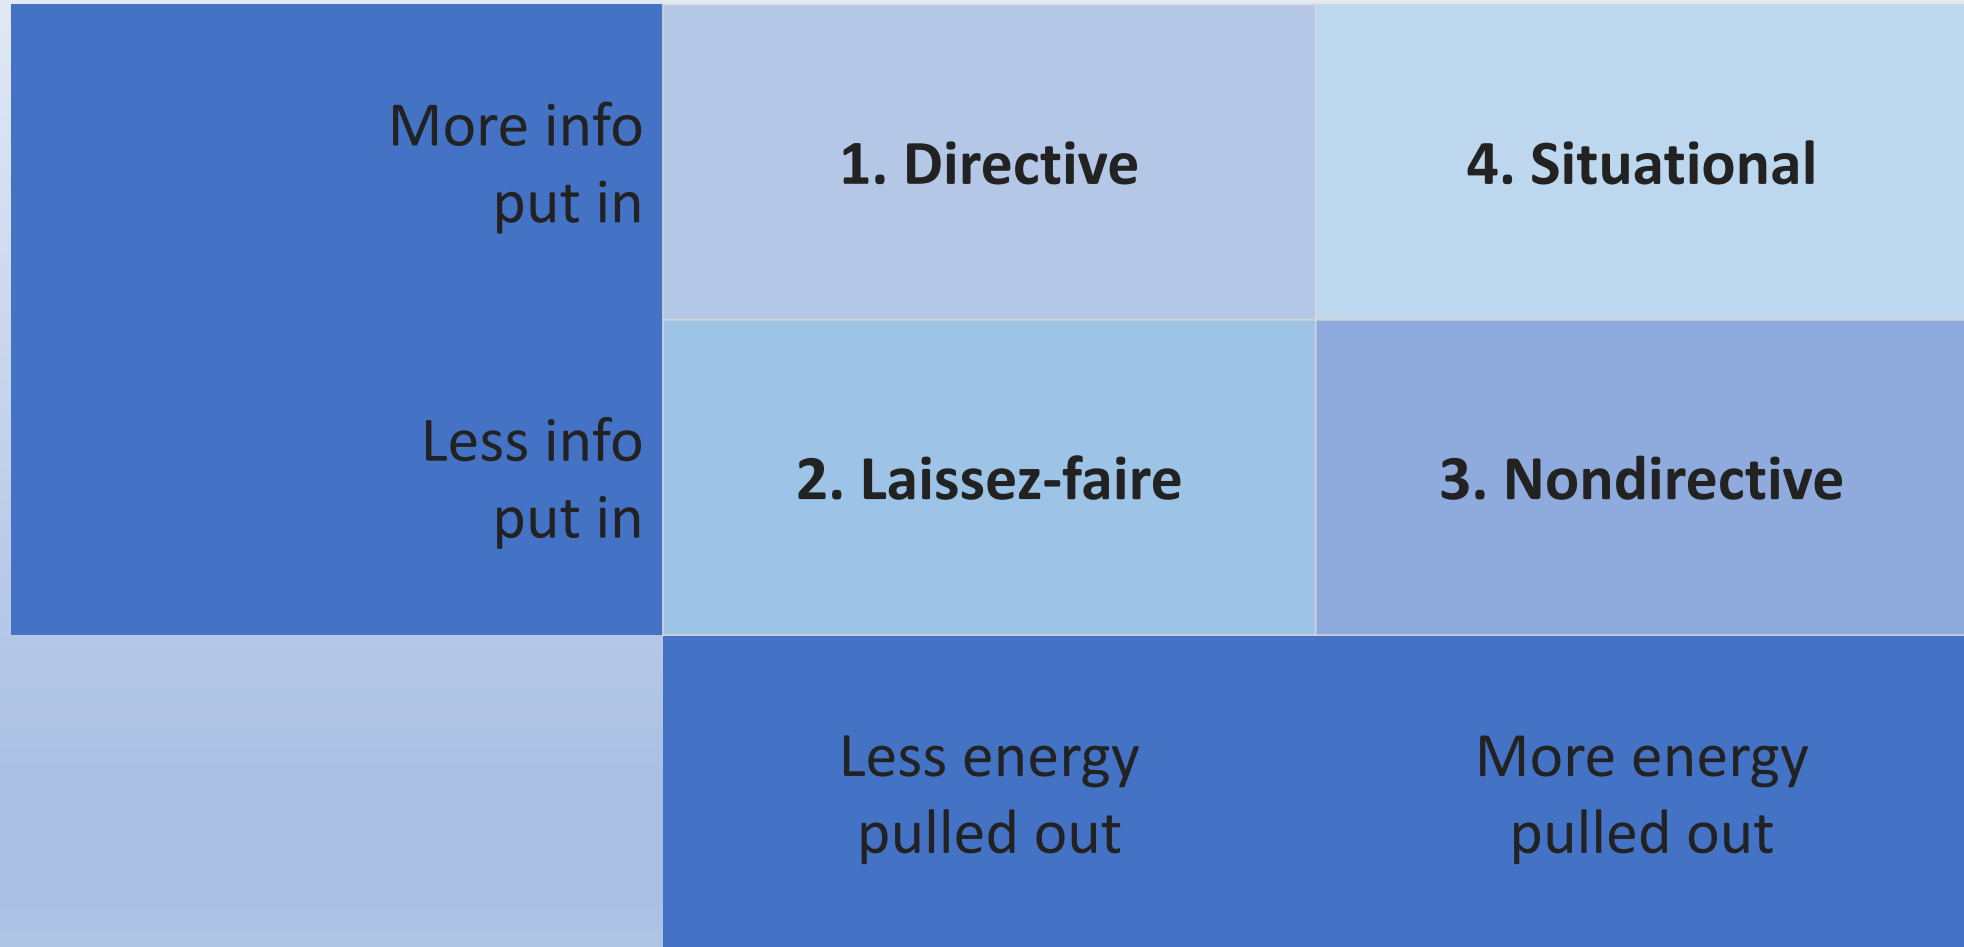 More info
put in
1. Directive
4. Situational
Less info
put in
2. Laissez-faire
3. Nondirective
Less energy
pulled out
More energy
pulled out